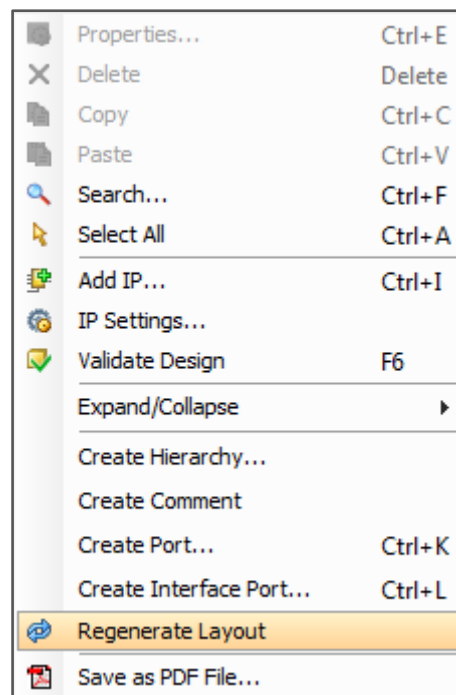 Properties... Ctrl+E
Delete Delete
Copy Ctrl+C
Paste Ctrl+V
Search... Ctrl+F
Select All Ctrl+A
Add IP... Ctrl+I
IP Settings...
Validate Design F6
Expand/Collapse
Create Hierarchy...
Create Comment
Create Port... Ctrl+K
Create Interface Port... Ctrl+L
Regenerate Layout
Save as PDF File...